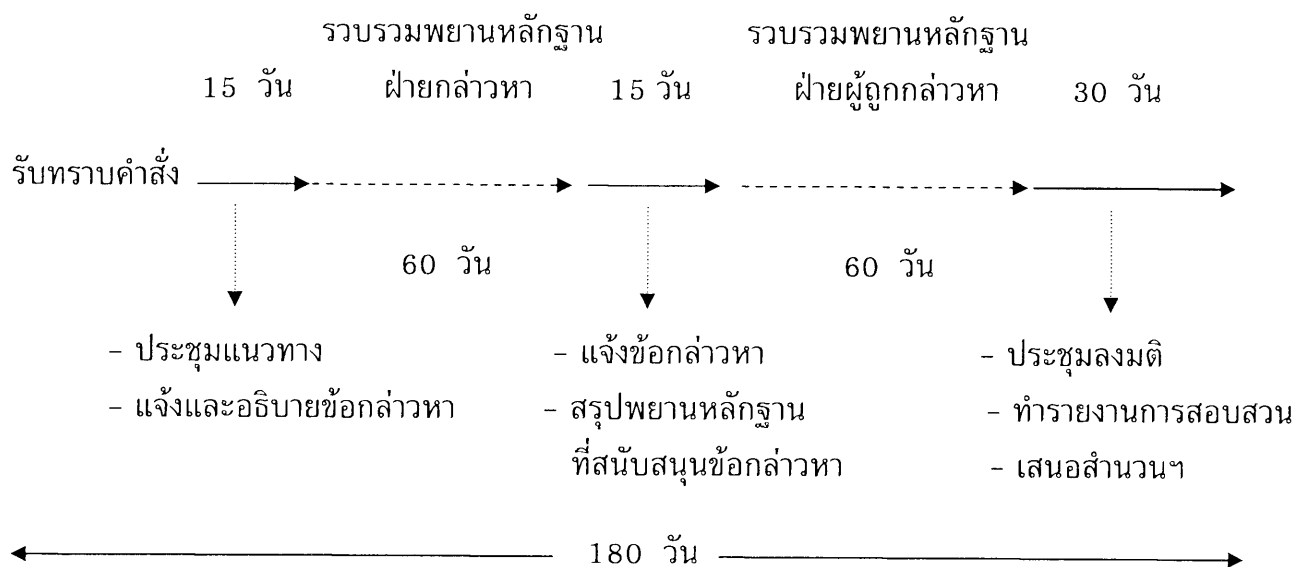 รวบรวมพยานหลักฐาน รวบรวมพยานหลักฐาน
15 วัน ฝ่ายกล่าวหา 15 วัน ฝ่ายผู้ถูกกล่าวหา 30 วัน
รับทราบคำสั่ง
60 วัน 60 วัน
- ประชุมแนวทาง - แจ้งข้อกล่าวหา - ประชุมลงมติ
- แจ้งและอธิบายข้อกล่าวหา - สรุปพยานหลักฐาน - ทำรายงานการสอบสวน
ที่สนับสนุนข้อกล่าวหา - เสนอสำนวนฯ
180 วัน